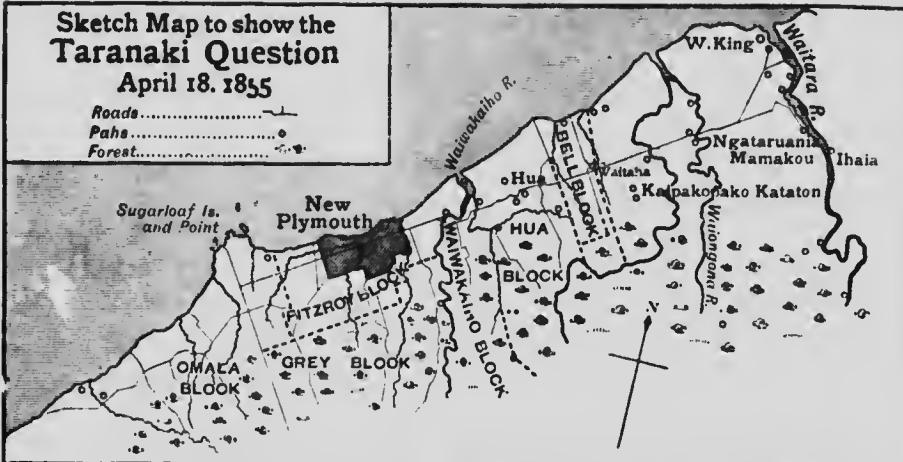 Sketch Map to show the
Taranaki Question
April 18. 1855
Roads
Pahs
Forest
W. King
Waitara R.
Waiwakaiho R.
Ngataruania
Mamakou
Ihaia
BELL BLOCK
Waitaha
Hua
Kaipakopako Kataton
Sugarloaf Is.
and Point
New
Plymouth
HUA
BLOCK
Waiongona R.
WAIWAKAIHO BLOCK
FITZROY BLOCK
OMATA
BLOCK
GREY BLOCK
N